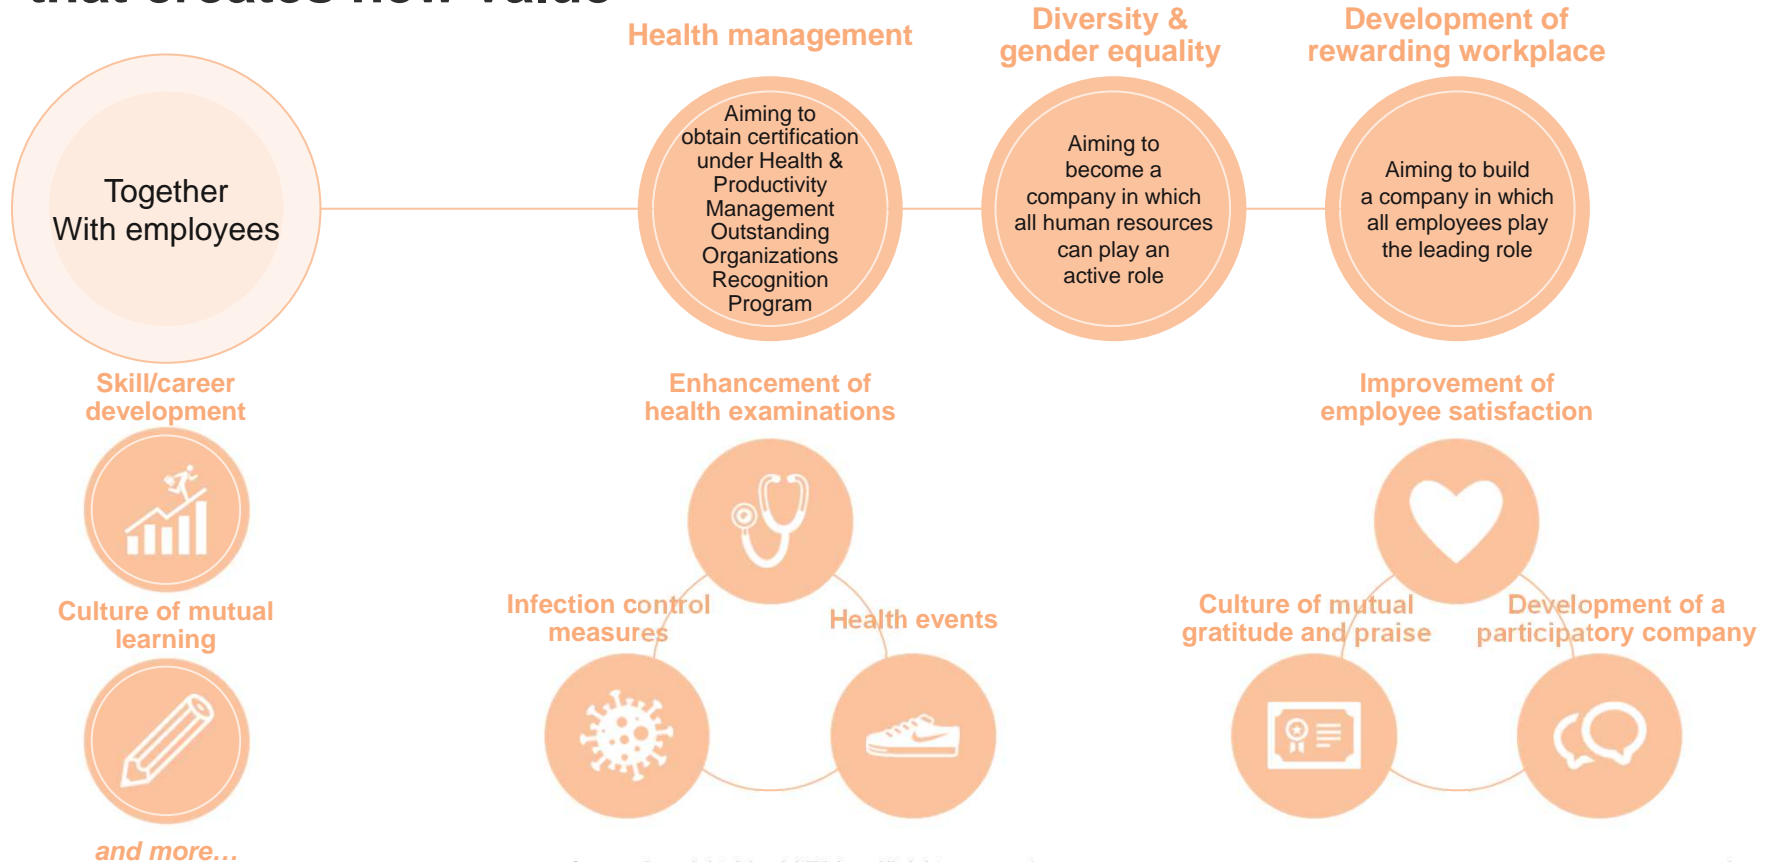 that creates new value
Health management
Diversity &
gender equality
Development of
rewarding workplace
Together
With employees
Aiming to
obtain certification
under Health &
Productivity
Management
Outstanding
Organizations
Recognition
Program
Aiming to
become a
company in which
all human resources
can play an
active role
Aiming to build
a company in which
all employees play
the leading role
Skill/career
development
Culture of mutual
learning
and more...
Enhancement of
health examinations
Infection control
measures
Health events
Improvement of
employee satisfaction
Culture of mutual
gratitude and praise
Development of a
participatory company